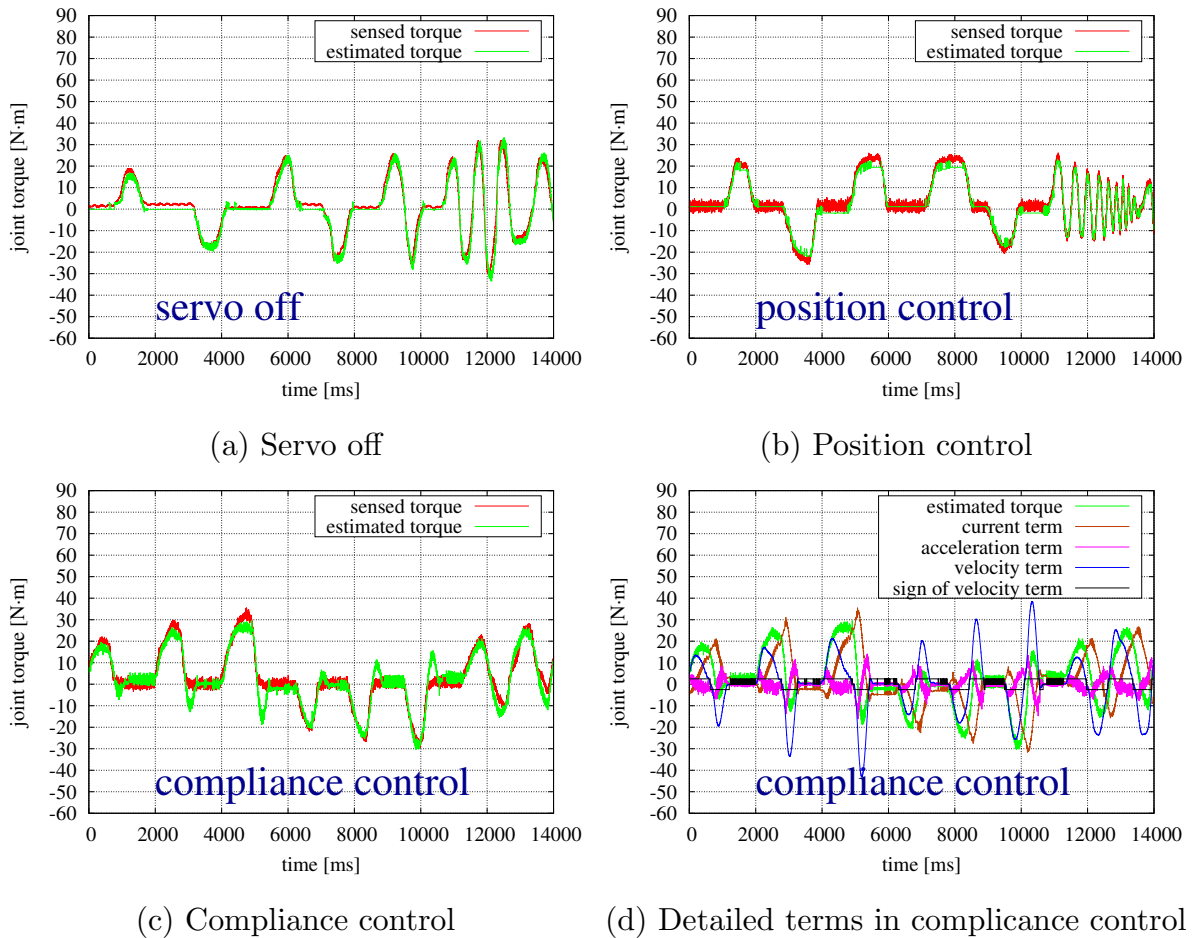 90
80
70
60
50
40
30
20
10
0
-10
-20
-30
-40
-50
-60
joint torque [N·m]
sensed torque
estimated torque
servo off
0 2000 4000 6000 8000 10000 12000 14000
time [ms]
(a) Servo off
90
80
70
60
50
40
30
20
10
0
-10
-20
-30
-40
-50
-60
joint torque [N·m]
sensed torque
estimated torque
position control
0 2000 4000 6000 8000 10000 12000 14000
time [ms]
(b) Position control
90
80
70
60
50
40
30
20
10
0
-10
-20
-30
-40
-50
-60
joint torque [N·m]
sensed torque
estimated torque
compliance control
0 2000 4000 6000 8000 10000 12000 14000
time [ms]
(c) Compliance control
90
80
70
60
50
40
30
20
10
0
-10
-20
-30
-40
-50
-60
joint torque [N·m]
estimated torque
current term
acceleration term
velocity term
sign of velocity term
compliance control
0 2000 4000 6000 8000 10000 12000 14000
time [ms]
(d) Detailed terms in complicance control